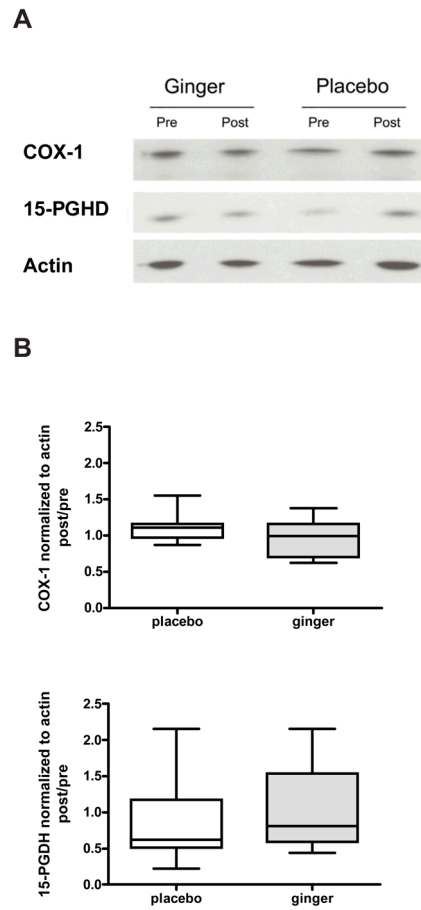 A
Ginger Placebo
Pre Post Pre Post
COX-1
15-PGHD
Actin
B
COX-1 normalized to actin
post/pre
2.5
2.0
1.5
1.0
0.5
0.0
placebo ginger
15-PGDH normalized to actin
post/pre
2.5
2.0
1.5
1.0
0.5
0.0
placebo ginger